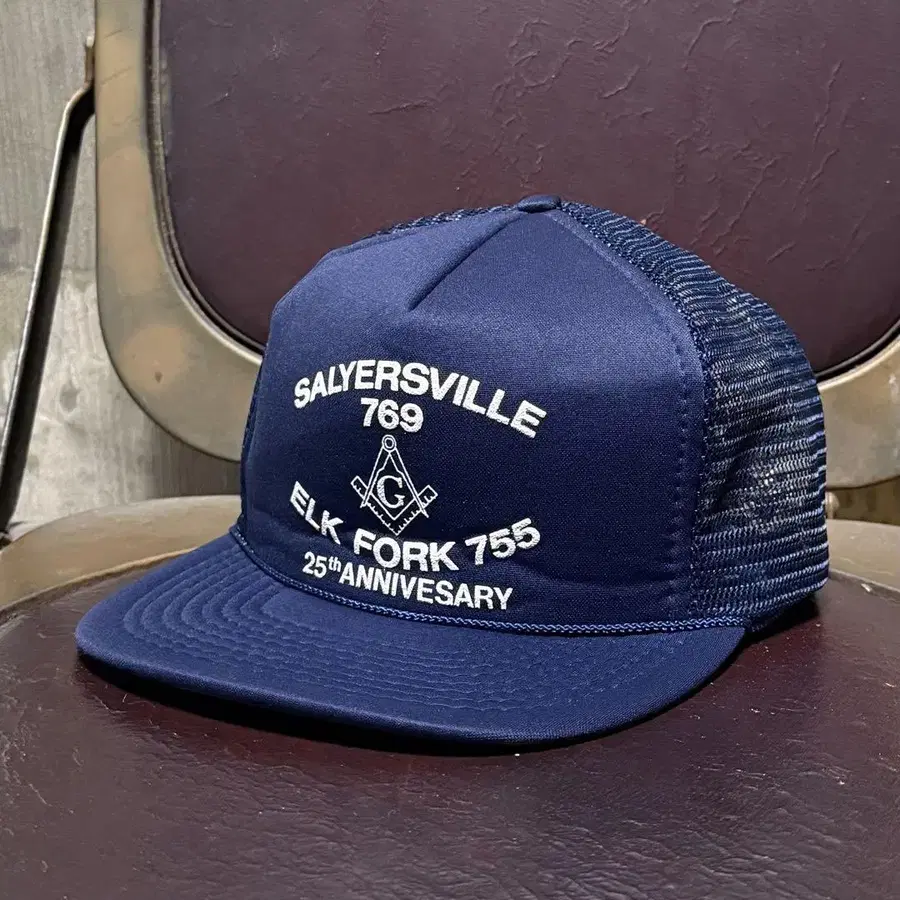 SALYERSVILLE
769
G
ELK FORK 755
25th ANNIVESARY